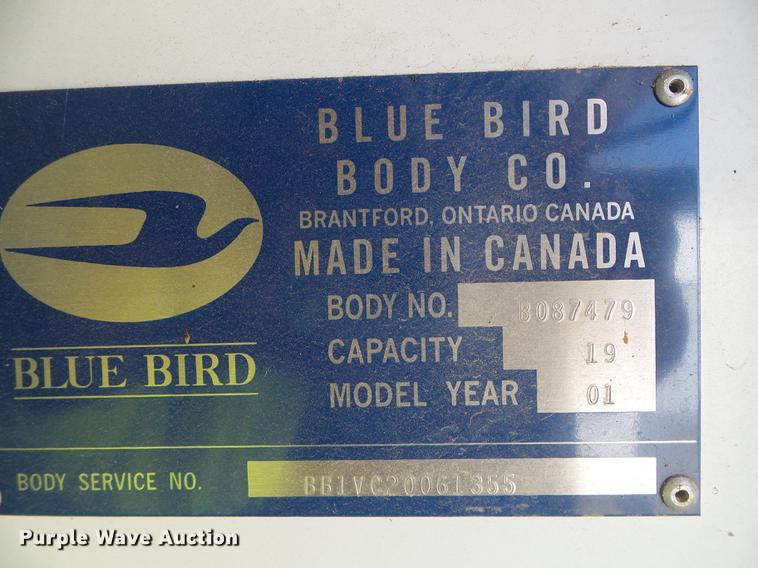 BLUE BIRD
BODY CO.
BRANTFORD, ONTARIO CANADA
MADE IN CANADA
BODY NO. B087479
CAPACITY 19
MODEL YEAR 01
BLUE BIRD
BODY SERVICE NO.
Purple Wave Auction